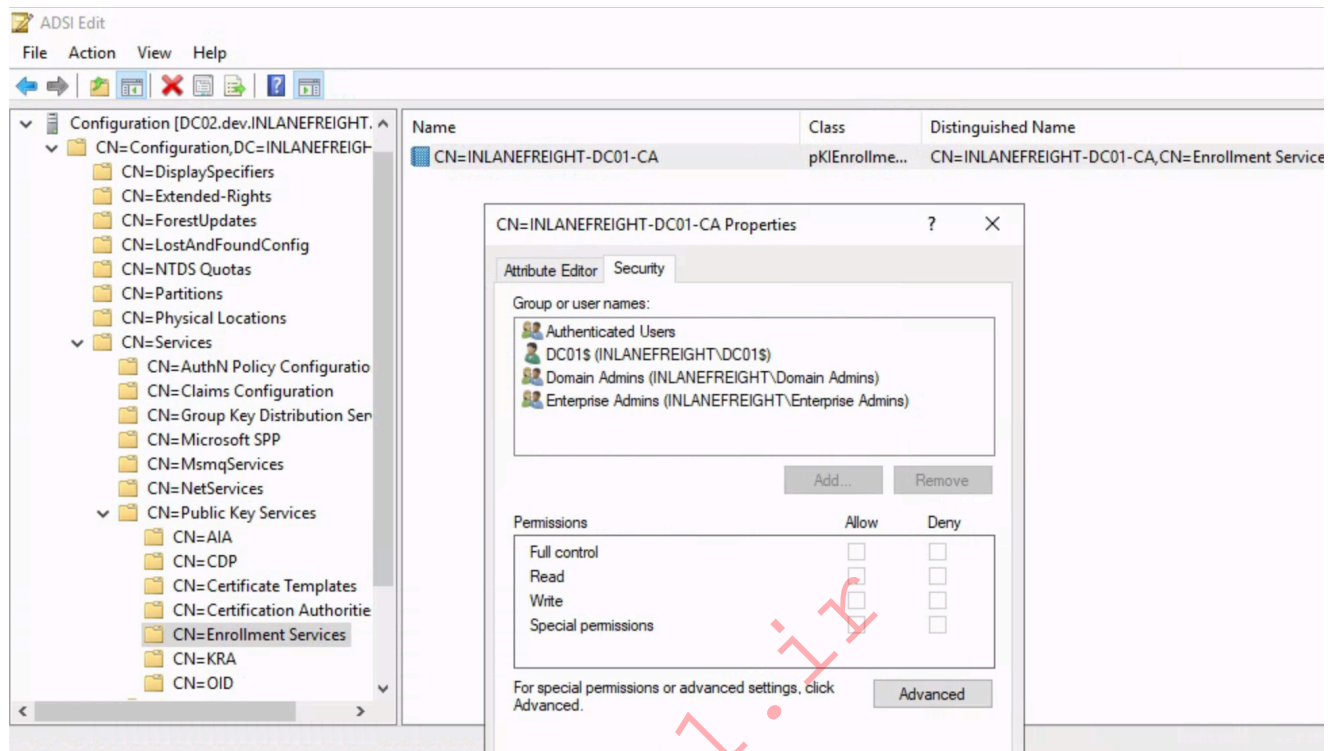 ADSI Edit
File Action View Help
Configuration [DC02.dev.INLANEFREIGHT.
CN=Configuration,DC=INLANEFREIGH
CN=DisplaySpecifiers
CN=Extended-Rights
CN=ForestUpdates
CN=LostAndFoundConfig
CN=NTDS Quotas
CN=Partitions
CN=Physical Locations
CN=Services
CN=AuthN Policy Configuratio
CN=Claims Configuration
CN=Group Key Distribution Ser
CN=Microsoft SPP
CN=MsmqServices
CN=NetServices
CN=Public Key Services
CN=AIA
CN=CDP
CN=Certificate Templates
CN=Certification Authoritie
CN=Enrollment Services
CN=KRA
CN=OID
Name Class Distinguished Name
CN=INLANEFREIGHT-DC01-CA pKIEnrollme... CN=INLANEFREIGHT-DC01-CA,CN=Enrollment Service
CN=INLANEFREIGHT-DC01-CA Properties
Attribute Editor Security
Group or user names:
Authenticated Users
DC01$ (INLANEFREIGHT\DC01$)
Domain Admins (INLANEFREIGHT\Domain Admins)
Enterprise Admins (INLANEFREIGHT\Enterprise Admins)
Add... Remove
Permissions Allow Deny
Full control
Read
Write
Special permissions
For special permissions or advanced settings, click
Advanced.
Advanced
1.ir